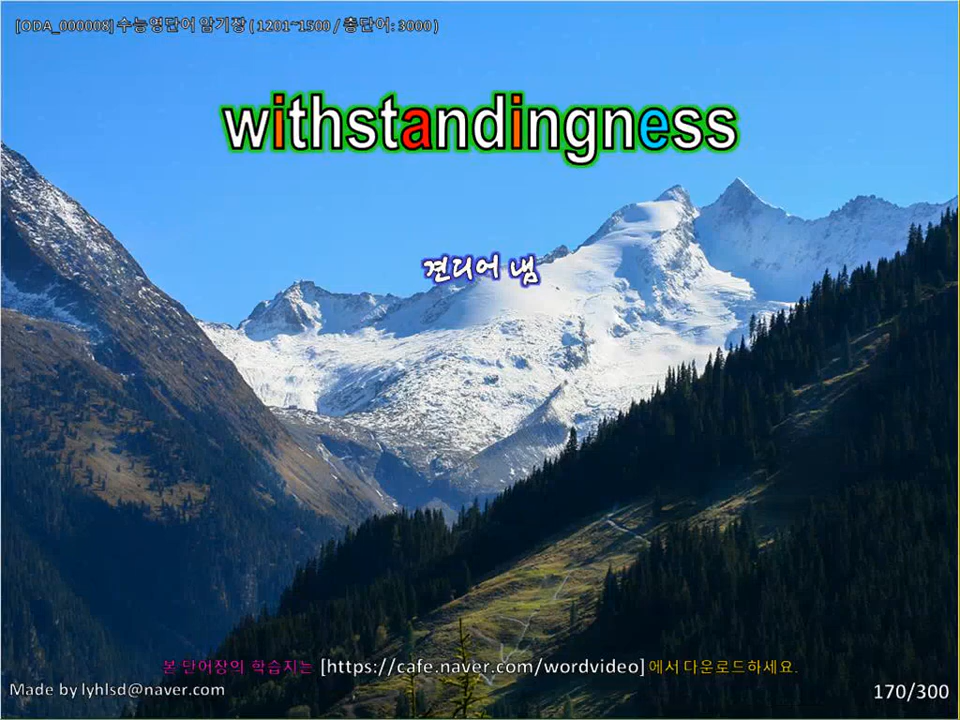 [ODA_000008] 수능영단어 암기장 ( 1201~1500 / 총단어: 3000 )
withstandingness
견디어 냄
본 단어장의 학습지는 [https://cafe.naver.com/wordvideo] 에서 다운로드하세요.
Made by lyhlsd@naver.com
170/300